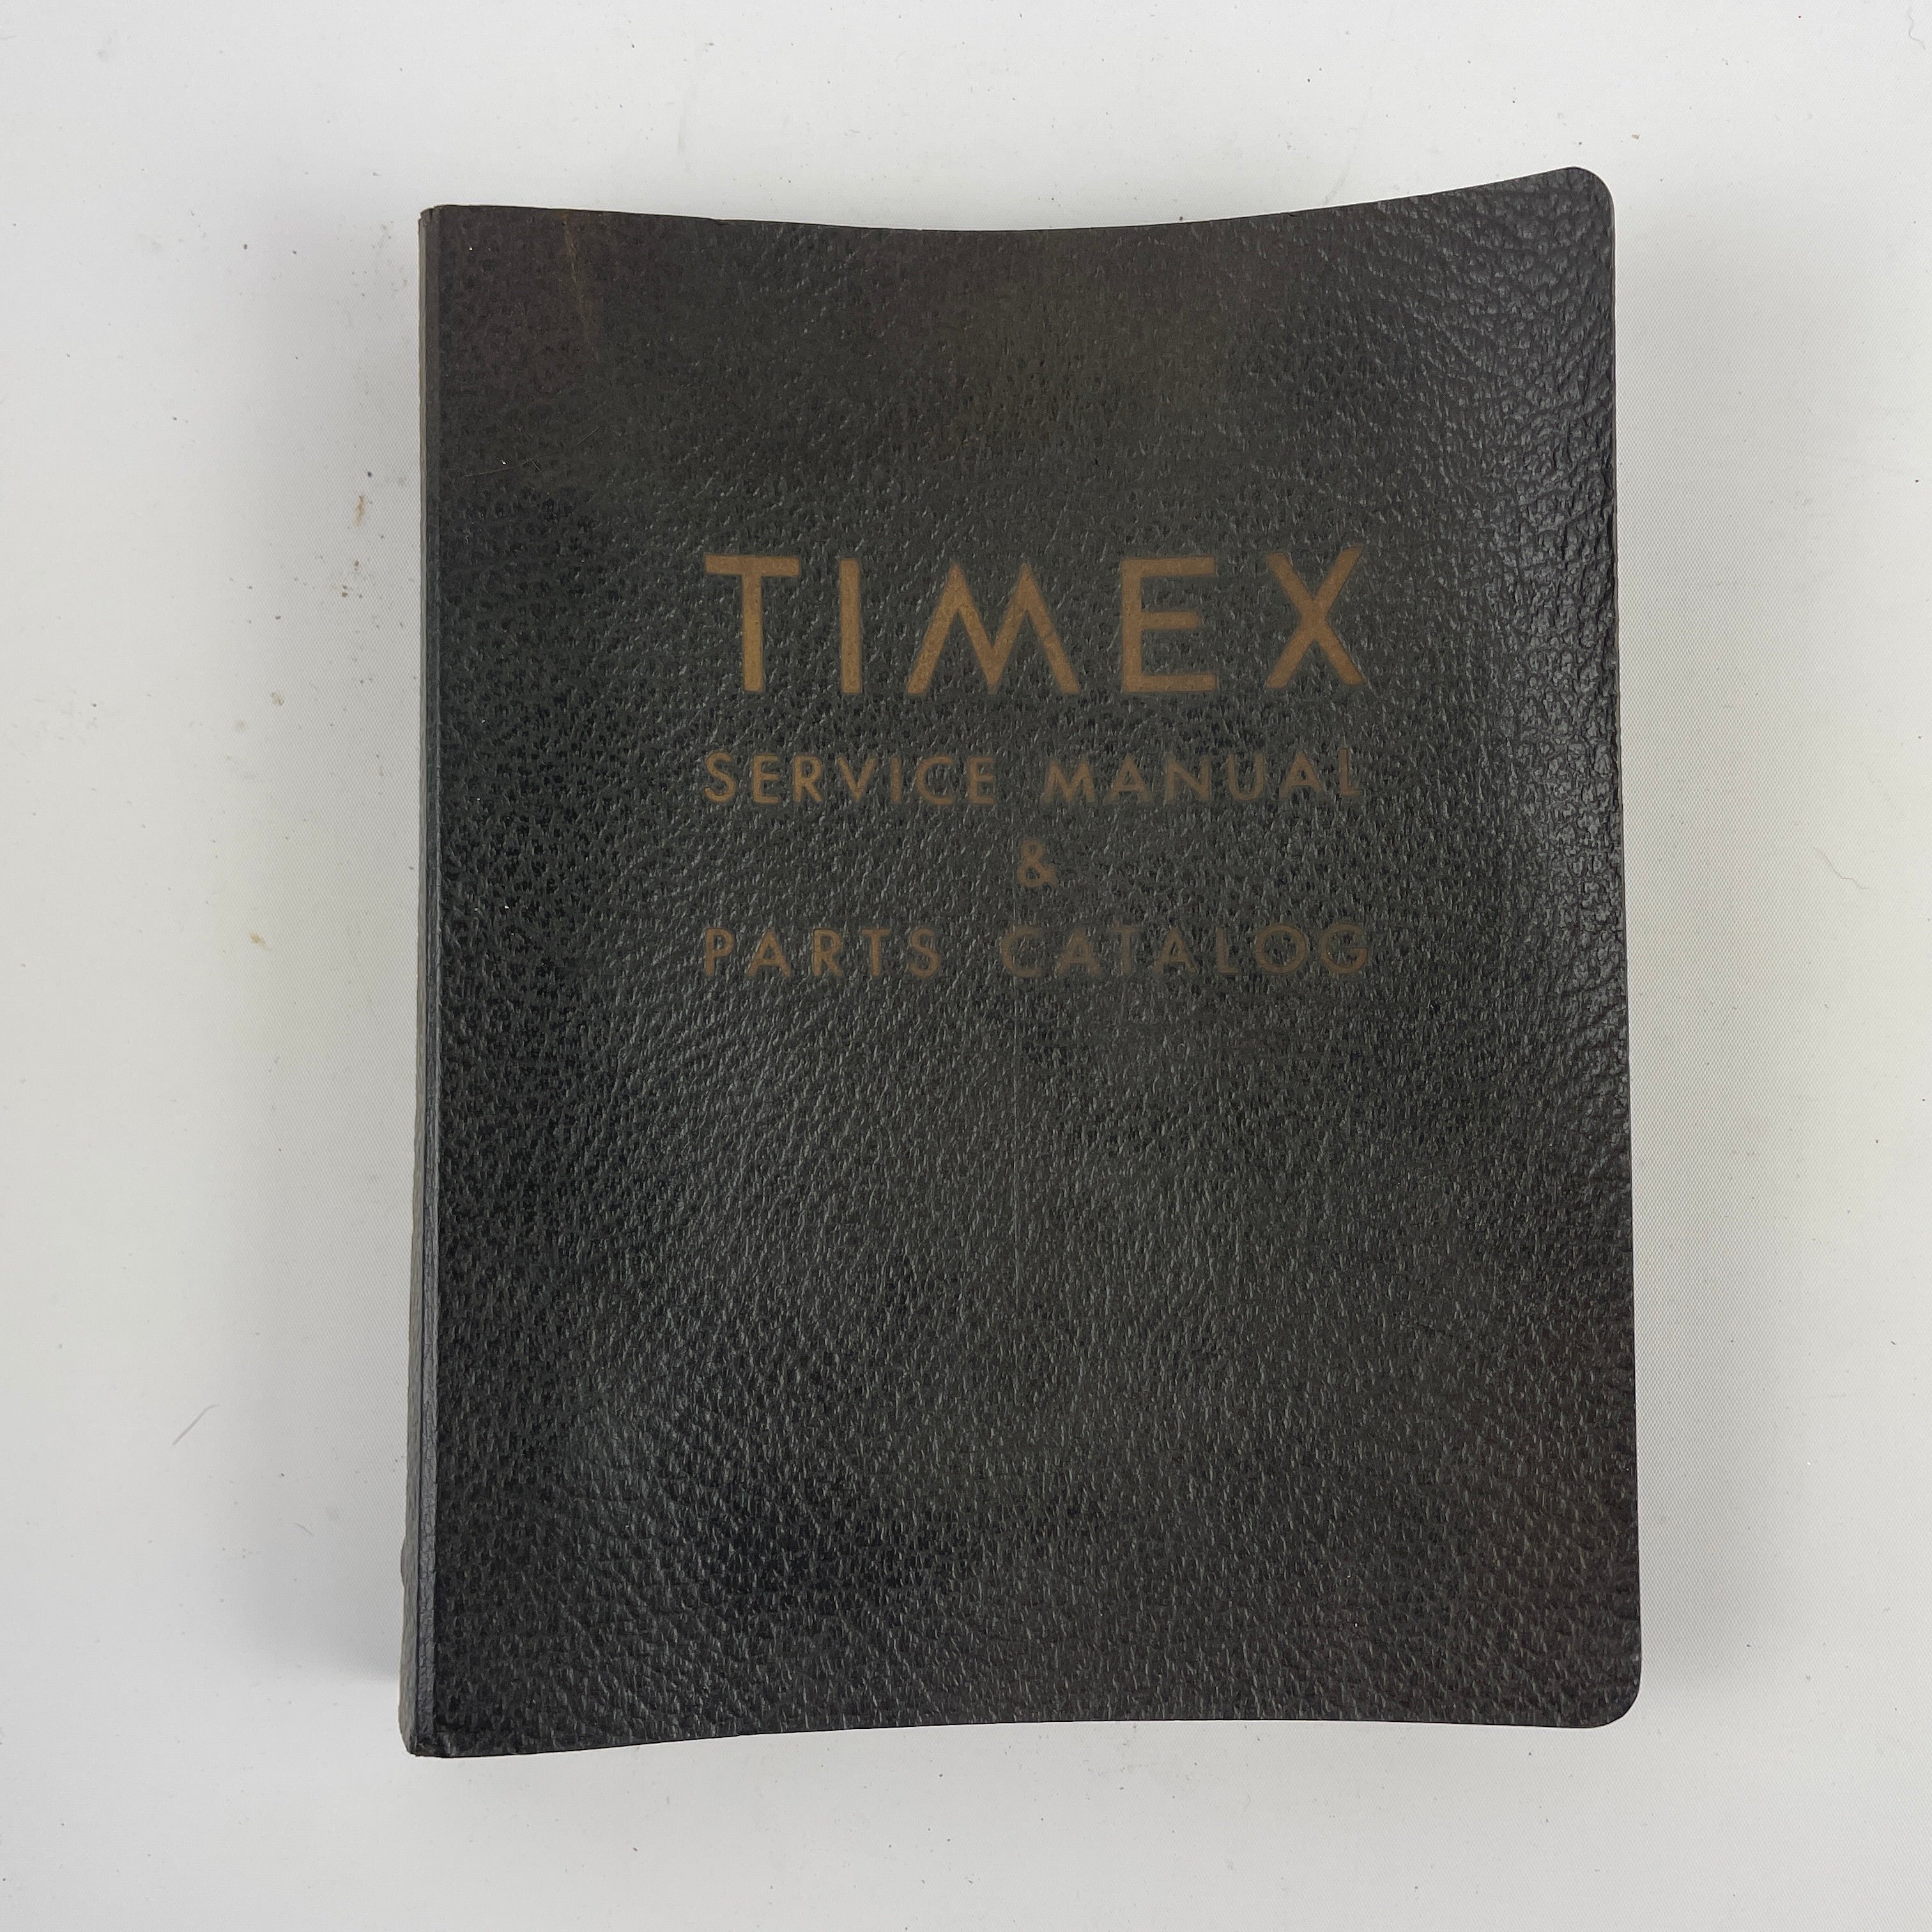 TIMEX
SERVICE MANUAL
&
PARTS CATALOG